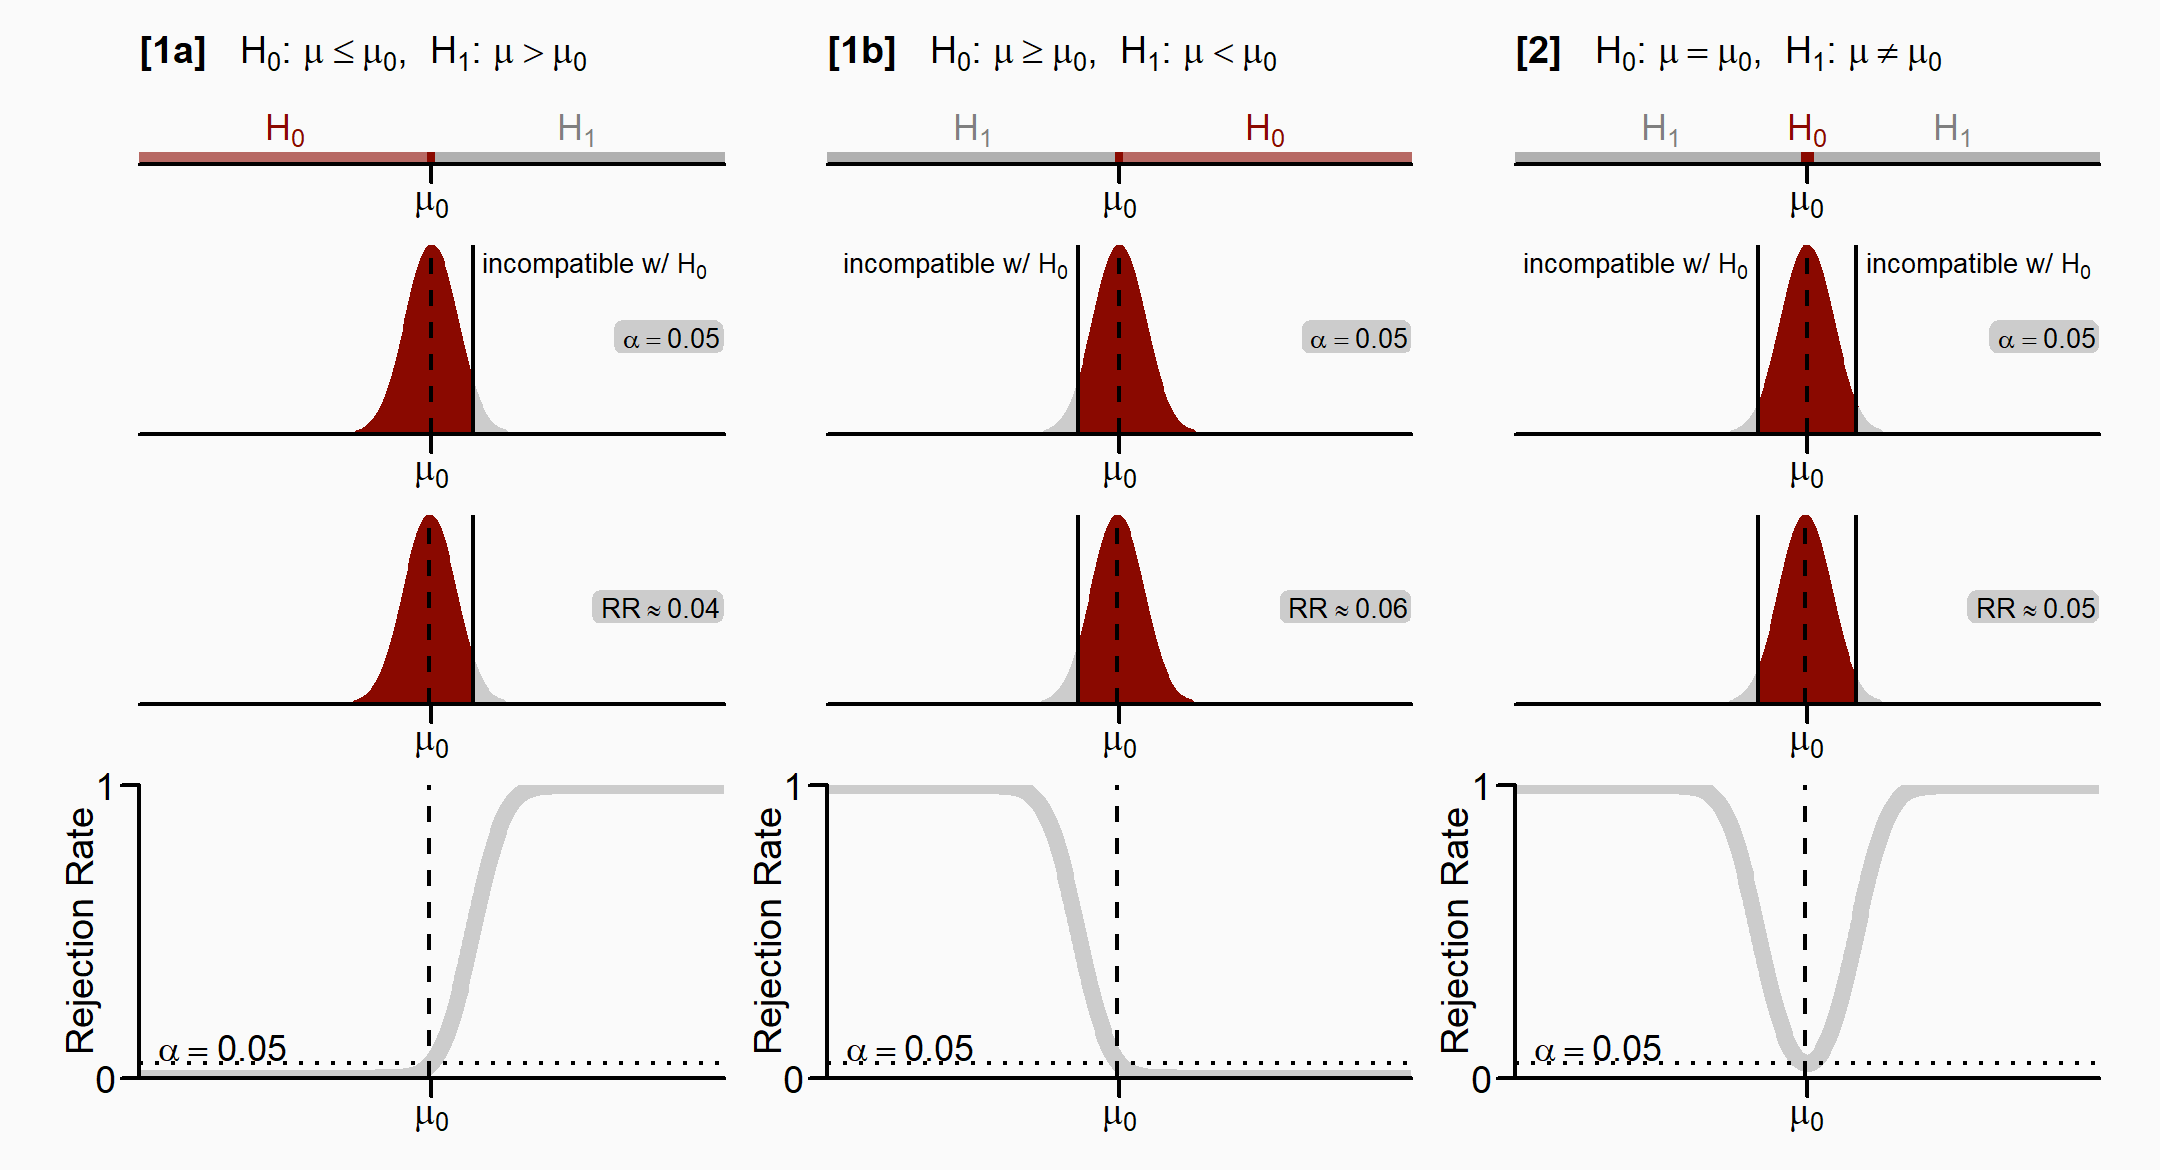 [1a] H₀: μ ≤ μ₀, H₁: μ > μ₀
H₀ H₁
μ₀
incompatible w/ H₀
α = 0.05
μ₀
RR ≈ 0.04
μ₀
1
Rejection Rate
α = 0.05
0
μ₀
[1b] H₀: μ ≥ μ₀, H₁: μ < μ₀
H₁ H₀
μ₀
incompatible w/ H₀
α = 0.05
μ₀
RR ≈ 0.06
μ₀
1
Rejection Rate
α = 0.05
0
μ₀
[2] H₀: μ = μ₀, H₁: μ ≠ μ₀
H₁ H₀ H₁
μ₀
incompatible w/ H₀ incompatible w/ H₀
α = 0.05
μ₀
RR ≈ 0.05
μ₀
1
Rejection Rate
α = 0.05
0
μ₀